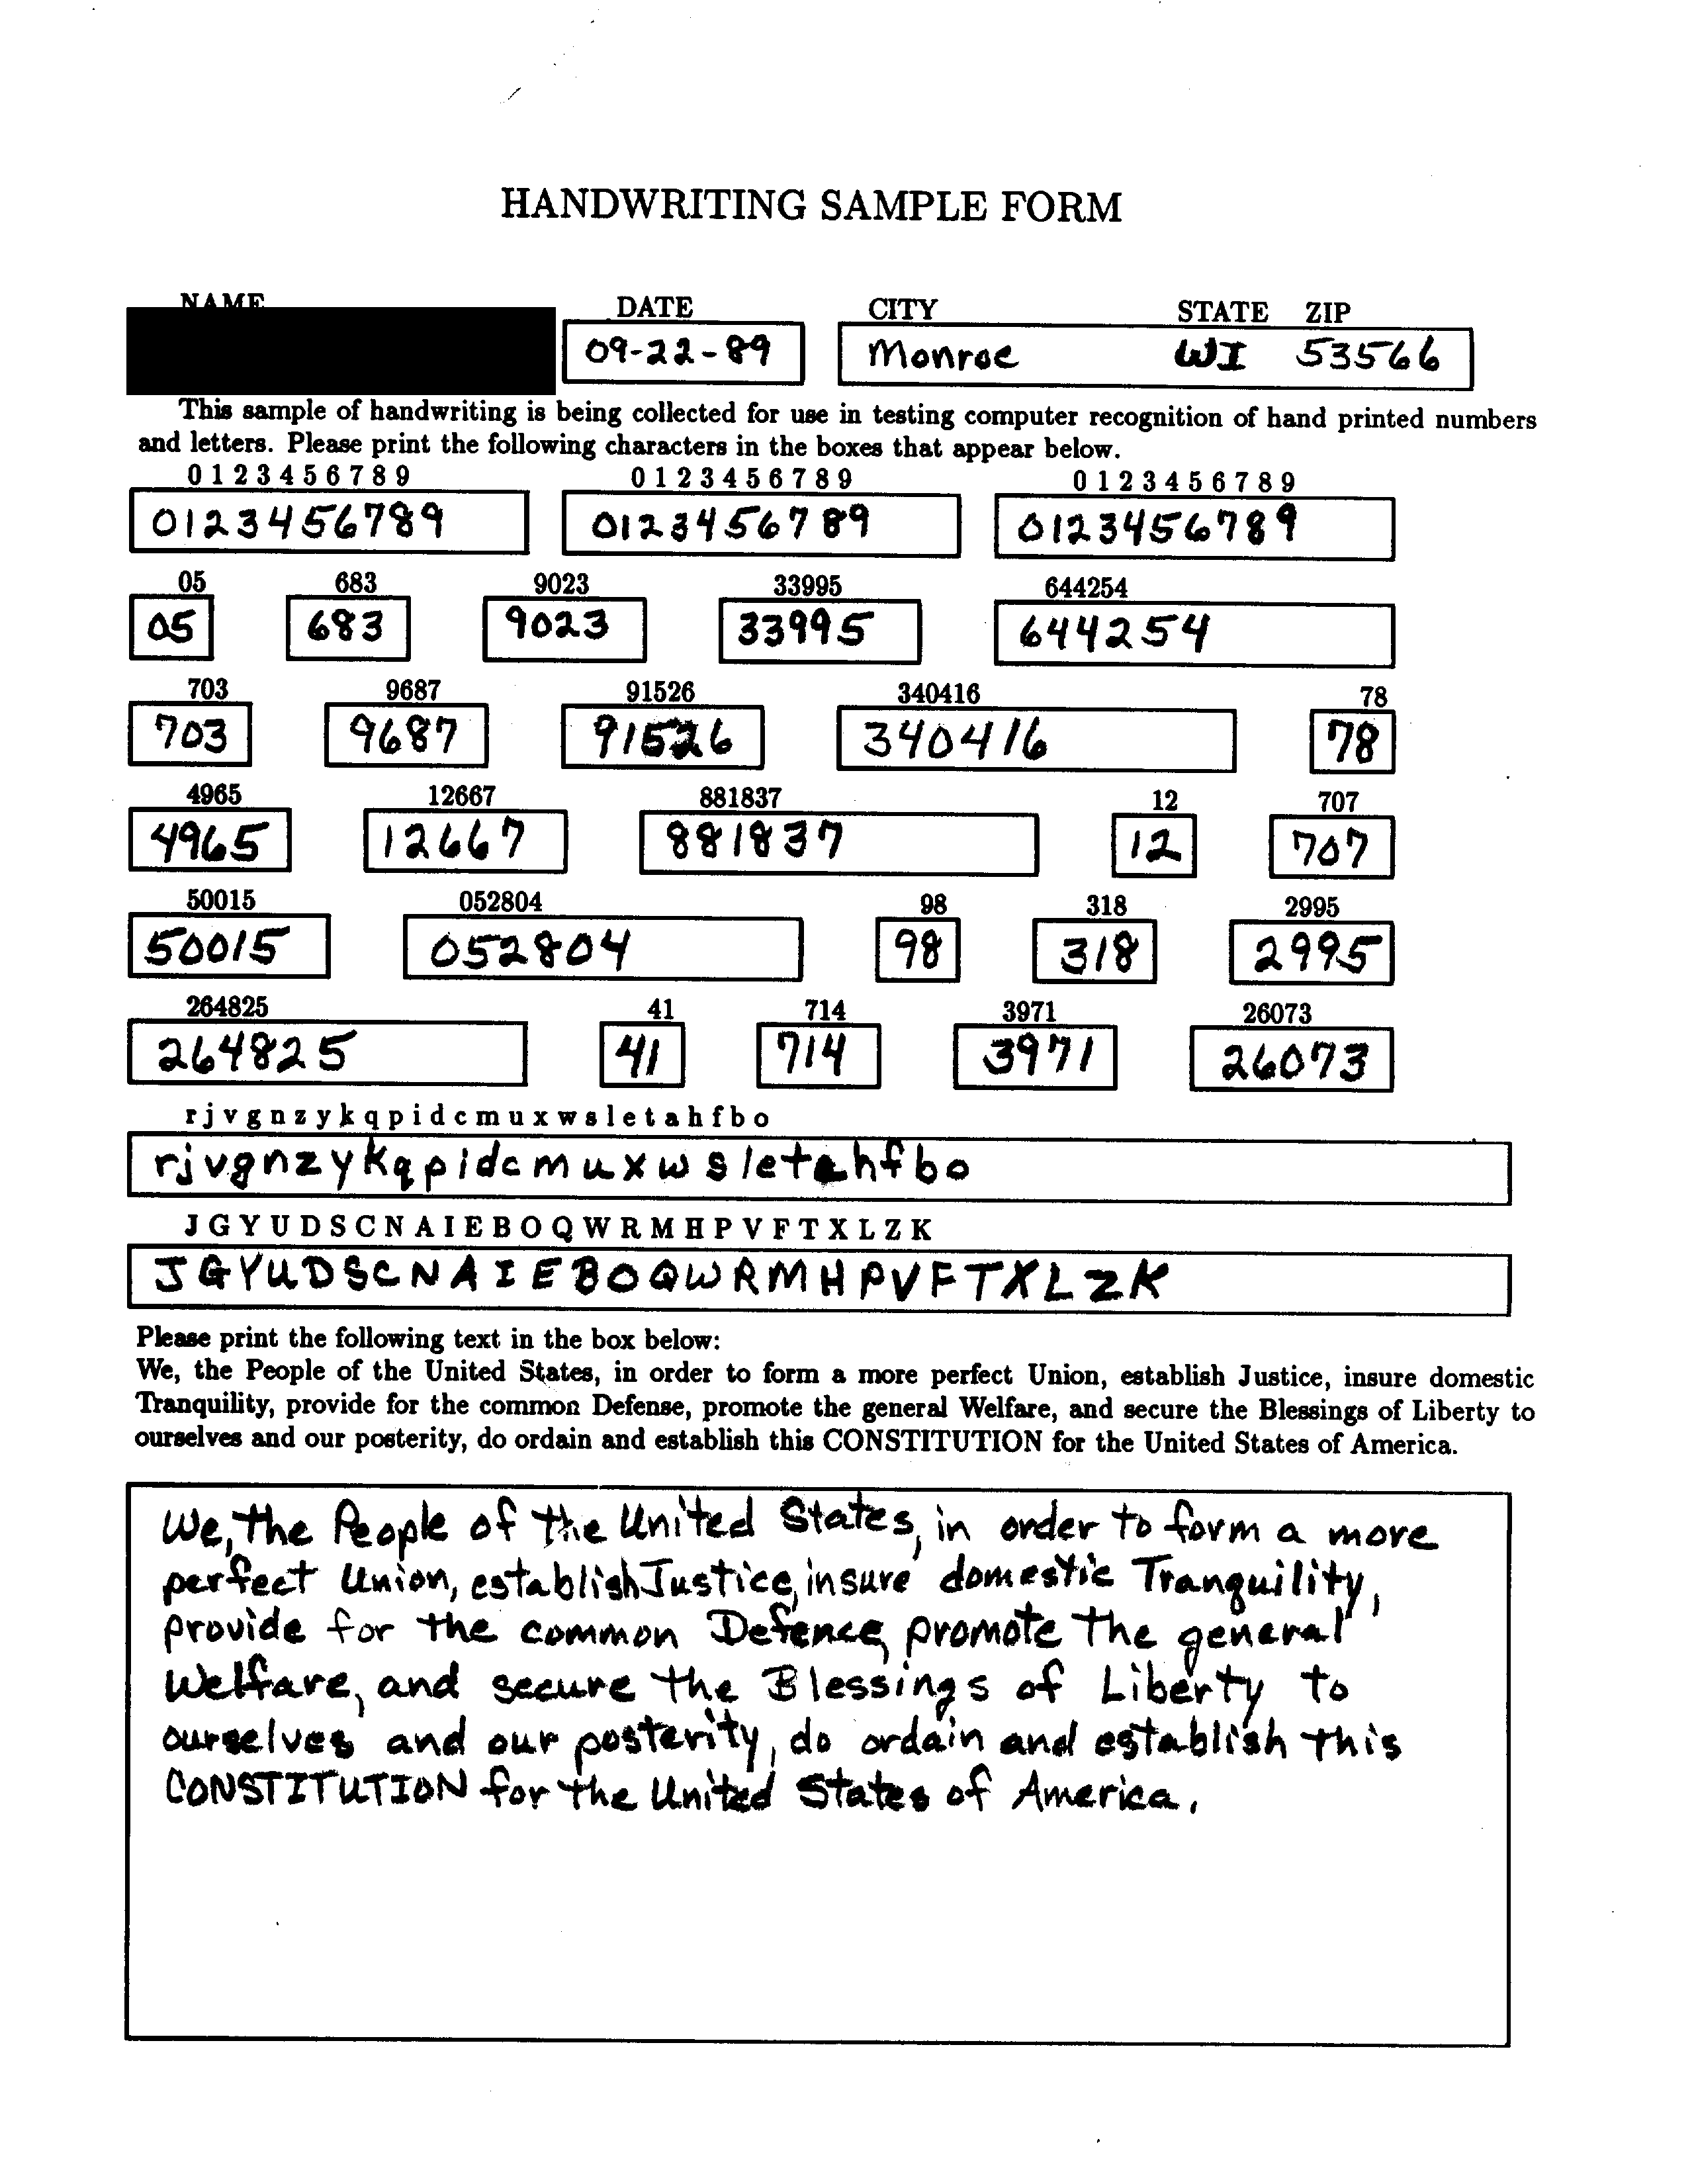 HANDWRITING SAMPLE FORM
NAME DATE CITY STATE ZIP
09-22-89 Monroe WI 53566
This sample of handwriting is being collected for use in testing computer recognition of hand printed numbers
and letters. Please print the following characters in the boxes that appear below.
0 1 2 3 4 5 6 7 8 9 0 1 2 3 4 5 6 7 8 9 0 1 2 3 4 5 6 7 8 9
0123456789 0123456789 0123456789
05 683 9023 33995 644254
05 683 9023 33995 644254
703 9687 91526 340416 78
703 9687 91526 340416 78
4965 12667 881837 12 707
4965 12667 881837 12 707
50015 052804 98 318 2995
50015 052804 98 318 2995
264825 41 714 3971 26073
264825 41 714 3971 26073
r j v g n z y k q p i d c m u x w s l e t a h f b o
rjvgnzykqpidcmuxwsletahfbo
J G Y U D S C N A I E B O Q W R M H P V F T X L Z K
JGYUDSCNAIEBOQWRMHPVFTXLZK
Please print the following text in the box below:
We, the People of the United States, in order to form a more perfect Union, establish Justice, insure domestic
Tranquility, provide for the common Defense, promote the general Welfare, and secure the Blessings of Liberty to
ourselves and our posterity, do ordain and establish this CONSTITUTION for the United States of America.
We, the People of the United States, in order to form a more
perfect Union, establish Justice, insure domestic Tranquility,
provide for the common Defence, promote the general
Welfare, and secure the Blessings of Liberty to
ourselves and our posterity, do ordain and establish this
CONSTITUTION for the United States of America.